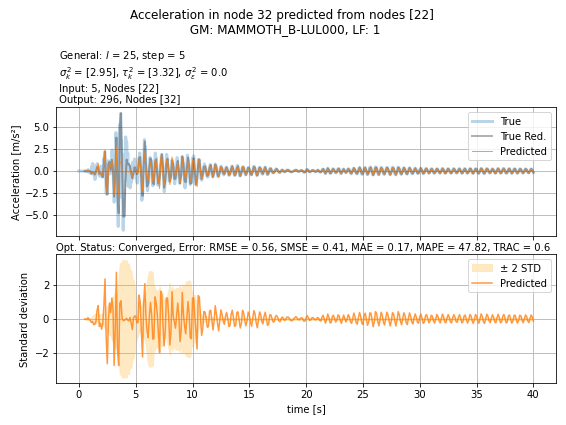 Acceleration in node 32 predicted from nodes [22]
GM: MAMMOTH_B-LUL000, LF: 1
General: l = 25, step = 5
σ²ₖ = [2.95], τ²ₖ = [3.32], σ²ε = 0.0
Input: 5, Nodes [22]
Output: 296, Nodes [32]
Acceleration [m/s²]
5.0
2.5
0.0
−2.5
−5.0
True
True Red.
Predicted
Opt. Status: Converged, Error: RMSE = 0.56, SMSE = 0.41, MAE = 0.17, MAPE = 47.82, TRAC = 0.6
Standard deviation
2
0
−2
± 2 STD
Predicted
0 5 10 15 20 25 30 35 40
time [s]